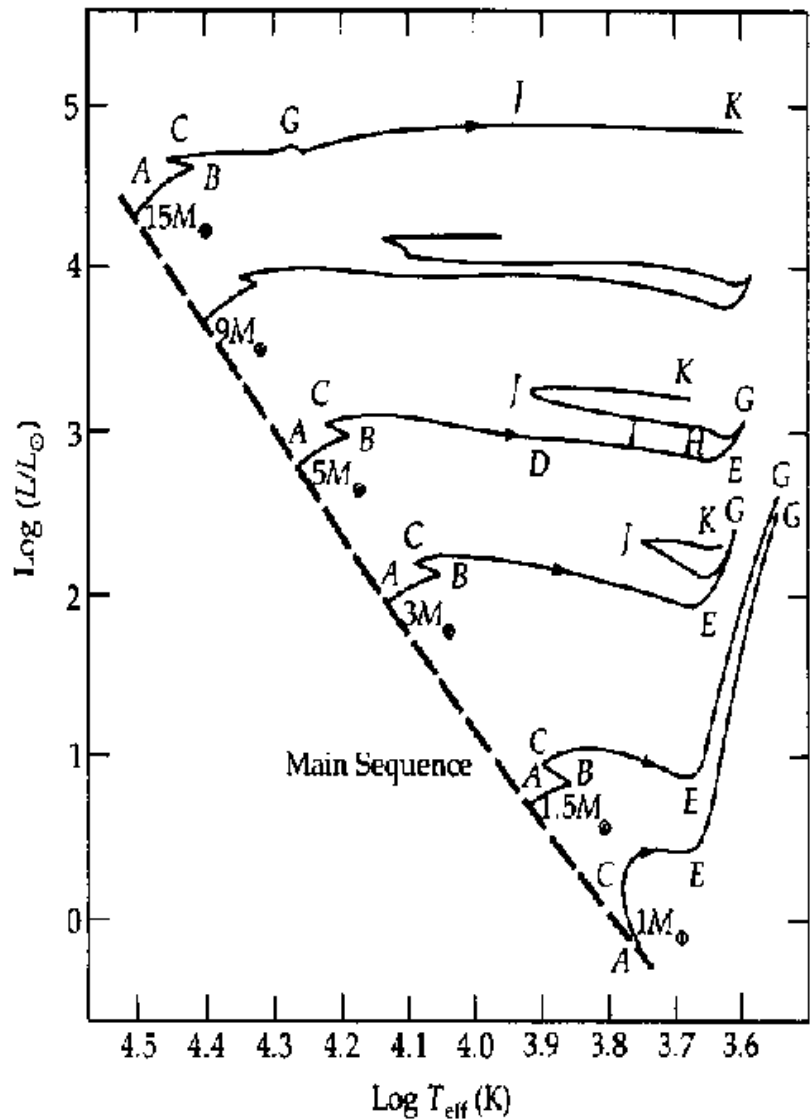 5
4
3
2
1
0
Log (L/L⊙)
4.5 4.4 4.3 4.2 4.1 4.0 3.9 3.8 3.7 3.6
Log T_eff (K)
Main Sequence
J
C G K
A B
15M⊙
9M⊙
C J K G
A B D I H E
5M⊙
G
G
C J K G
A B
3M⊙ E
C
A B
1.5M⊙ E
C E
1M⊙
A